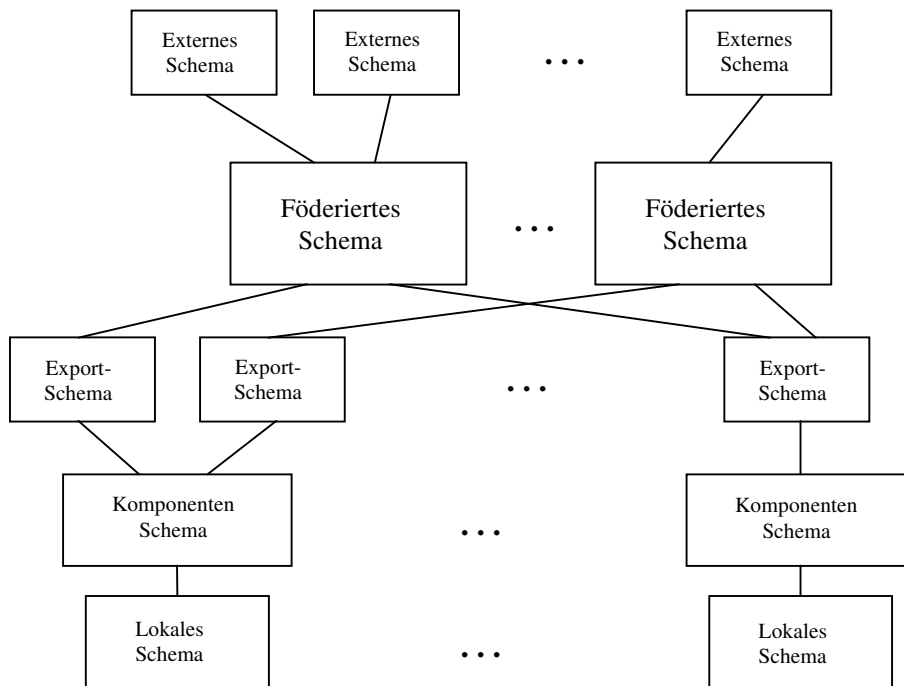 Externes
Schema
Externes
Schema
...
Externes
Schema
Föderiertes
Schema
...
Föderiertes
Schema
Export-
Schema
Export-
Schema
...
Export-
Schema
Komponenten
Schema
...
Komponenten
Schema
Lokales
Schema
...
Lokales
Schema